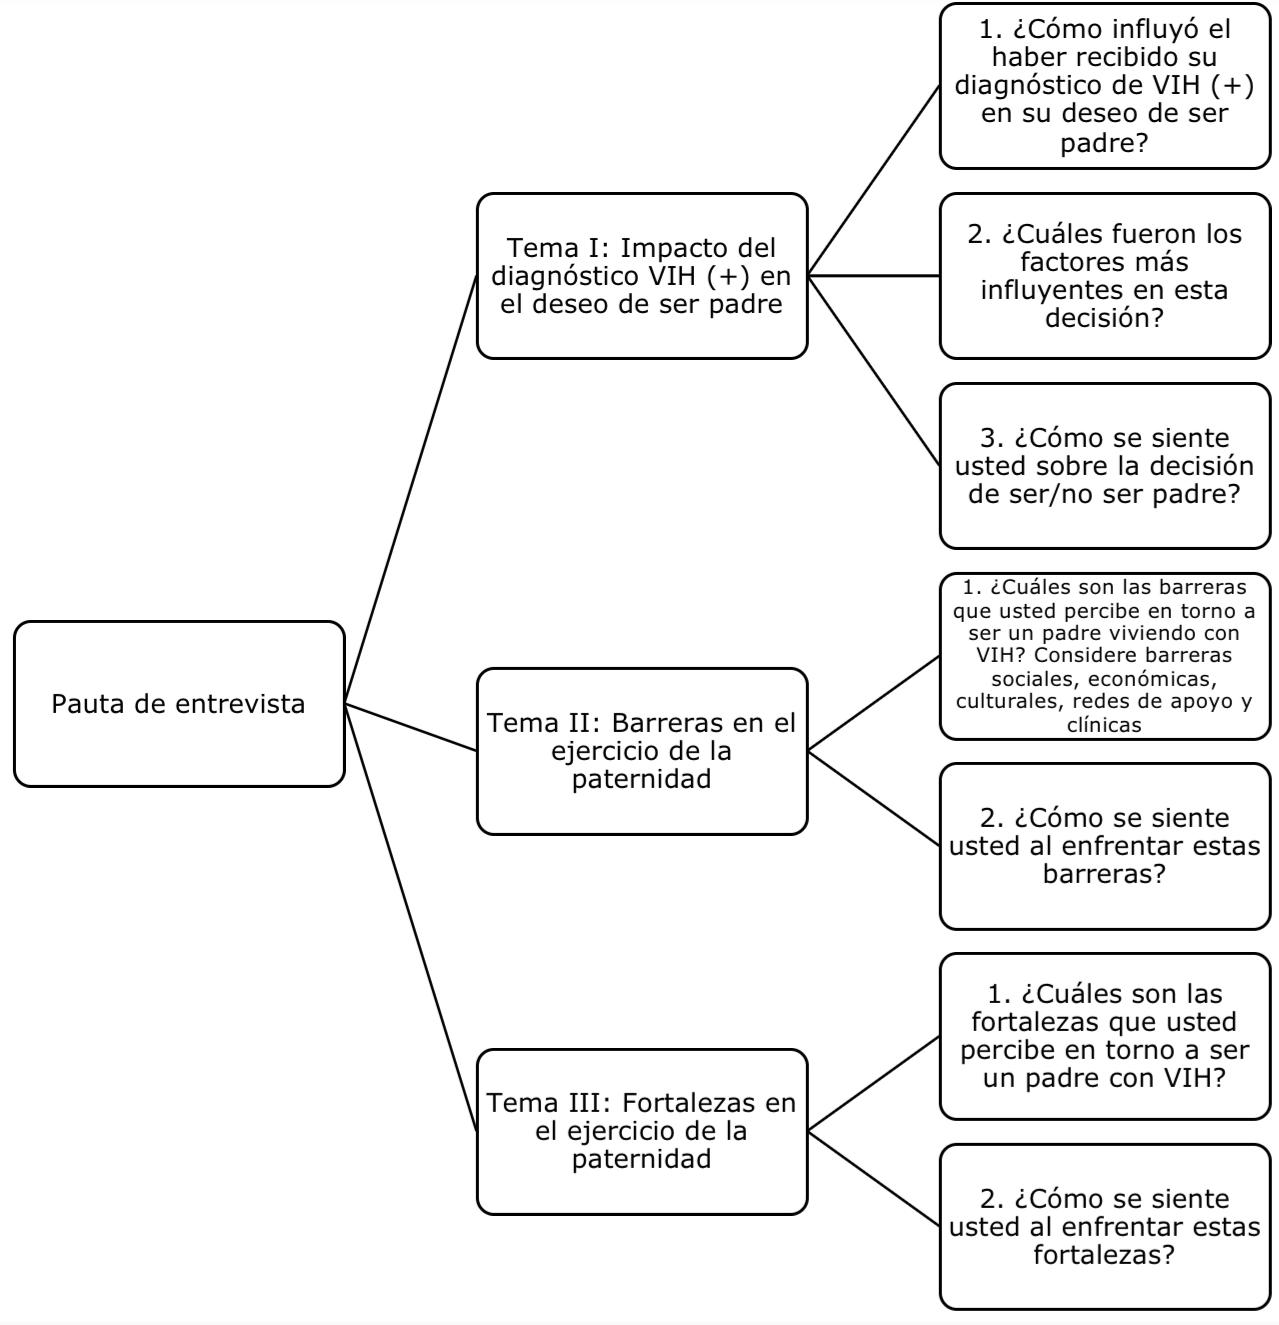 Pauta de entrevista
Tema I: Impacto del
diagnóstico VIH (+) en
el deseo de ser padre
1. ¿Cómo influyó el
haber recibido su
diagnóstico de VIH (+)
en su deseo de ser
padre?
2. ¿Cuáles fueron los
factores más
influyentes en esta
decisión?
3. ¿Cómo se siente
usted sobre la decisión
de ser/no ser padre?
Tema II: Barreras en el
ejercicio de la
paternidad
1. ¿Cuáles son las barreras
que usted percibe en torno a
ser un padre viviendo con
VIH? Considere barreras
sociales, económicas,
culturales, redes de apoyo y
clínicas
2. ¿Cómo se siente
usted al enfrentar estas
barreras?
Tema III: Fortalezas en
el ejercicio de la
paternidad
1. ¿Cuáles son las
fortalezas que usted
percibe en torno a ser
un padre con VIH?
2. ¿Cómo se siente
usted al enfrentar estas
fortalezas?